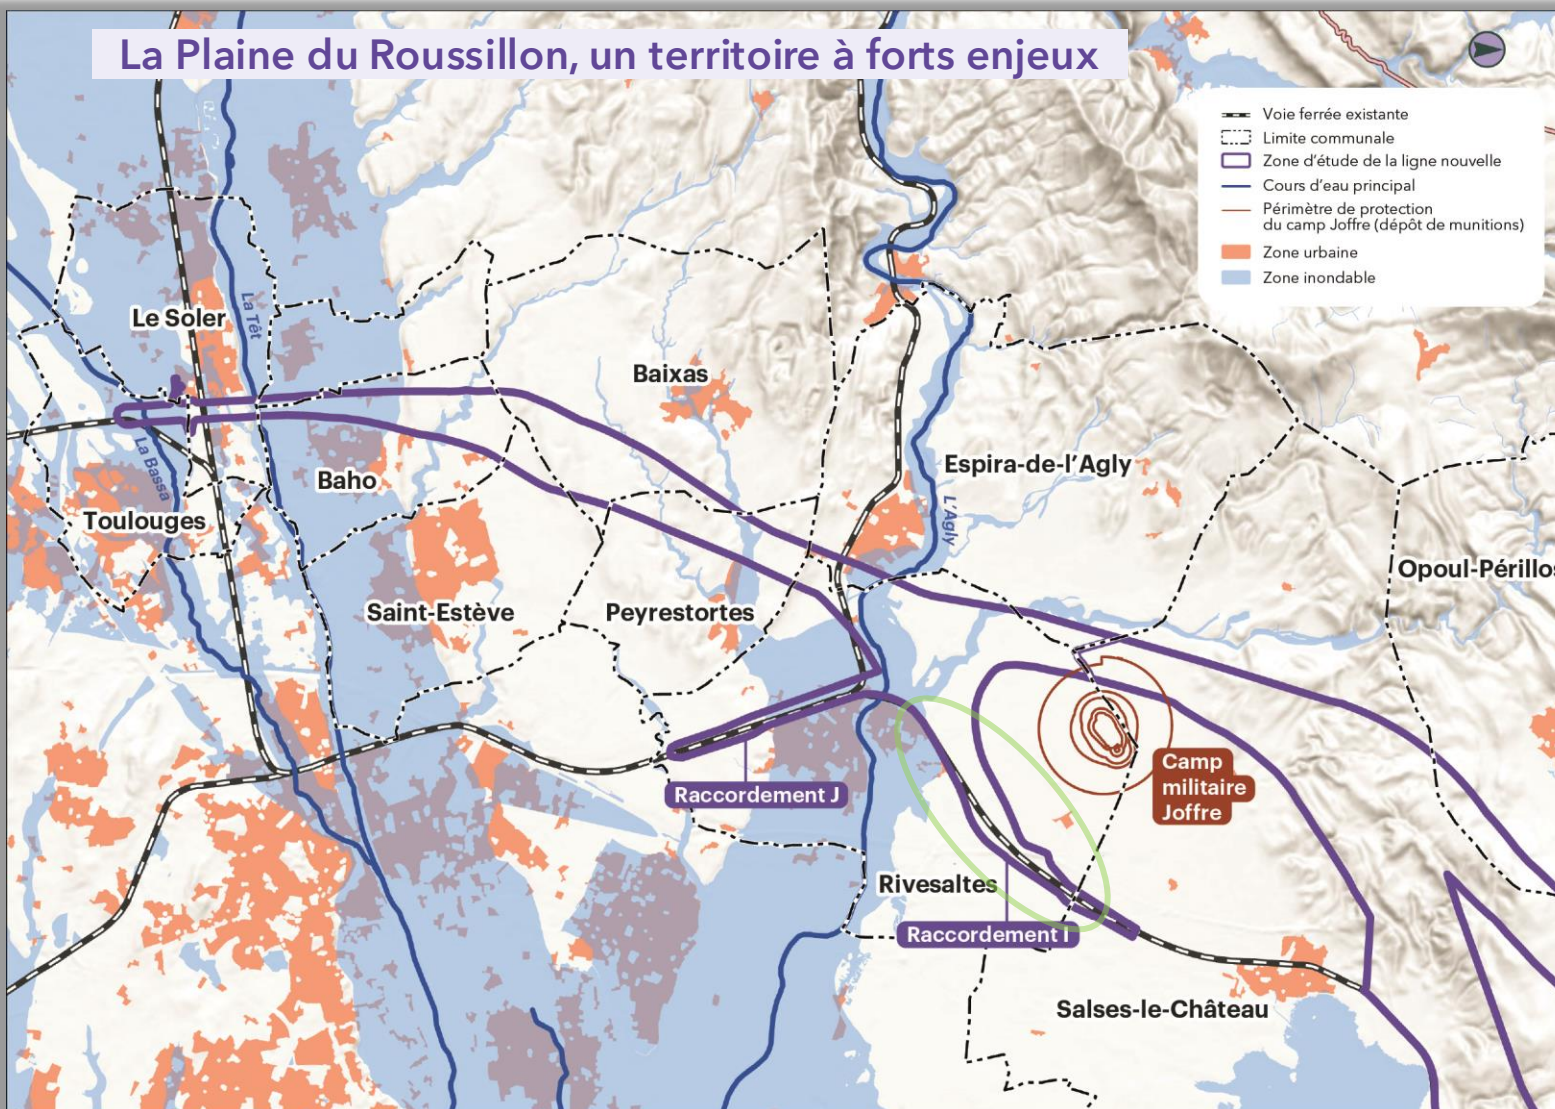 La Plaine du Roussillon, un territoire à forts enjeux
Voie ferrée existante
Limite communale
Zone d'étude de la ligne nouvelle
Cours d'eau principal
Périmètre de protection
du camp Joffre (dépôt de munitions)
Zone urbaine
Zone inondable
Le Soler
La Têt
Baixas
Espira-de-l'Agly
La Bassa
Baho
Toulouges
L'Agly
Opoul-Périllos
Saint-Estève
Peyrestortes
Camp
militaire
Joffre
Raccordement J
Rivesaltes
Raccordement I
Salses-le-Château